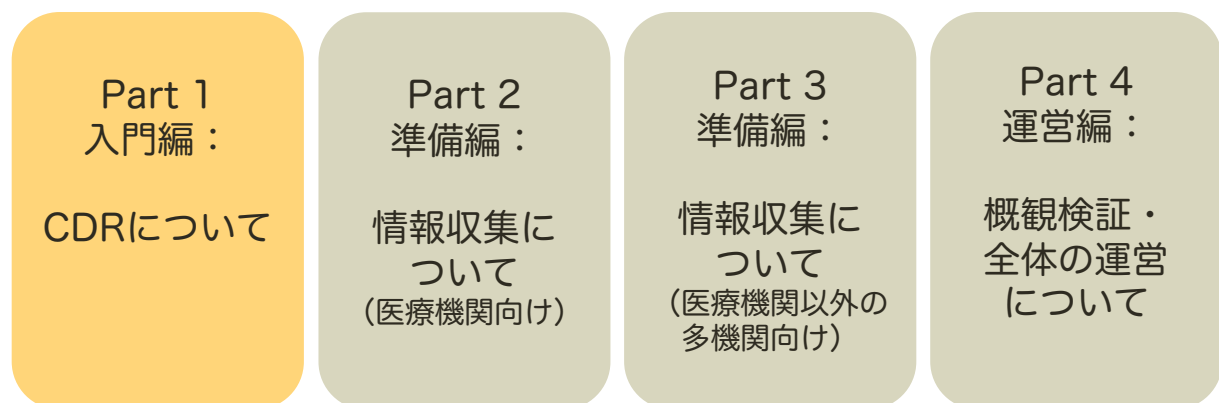 Part 1
入門編：
CDRについて
Part 2
準備編：
情報収集に
ついて
（医療機関向け）
Part 3
準備編：
情報収集に
ついて
（医療機関以外の
多機関向け）
Part 4
運営編：
概観検証・
全体の運営
について